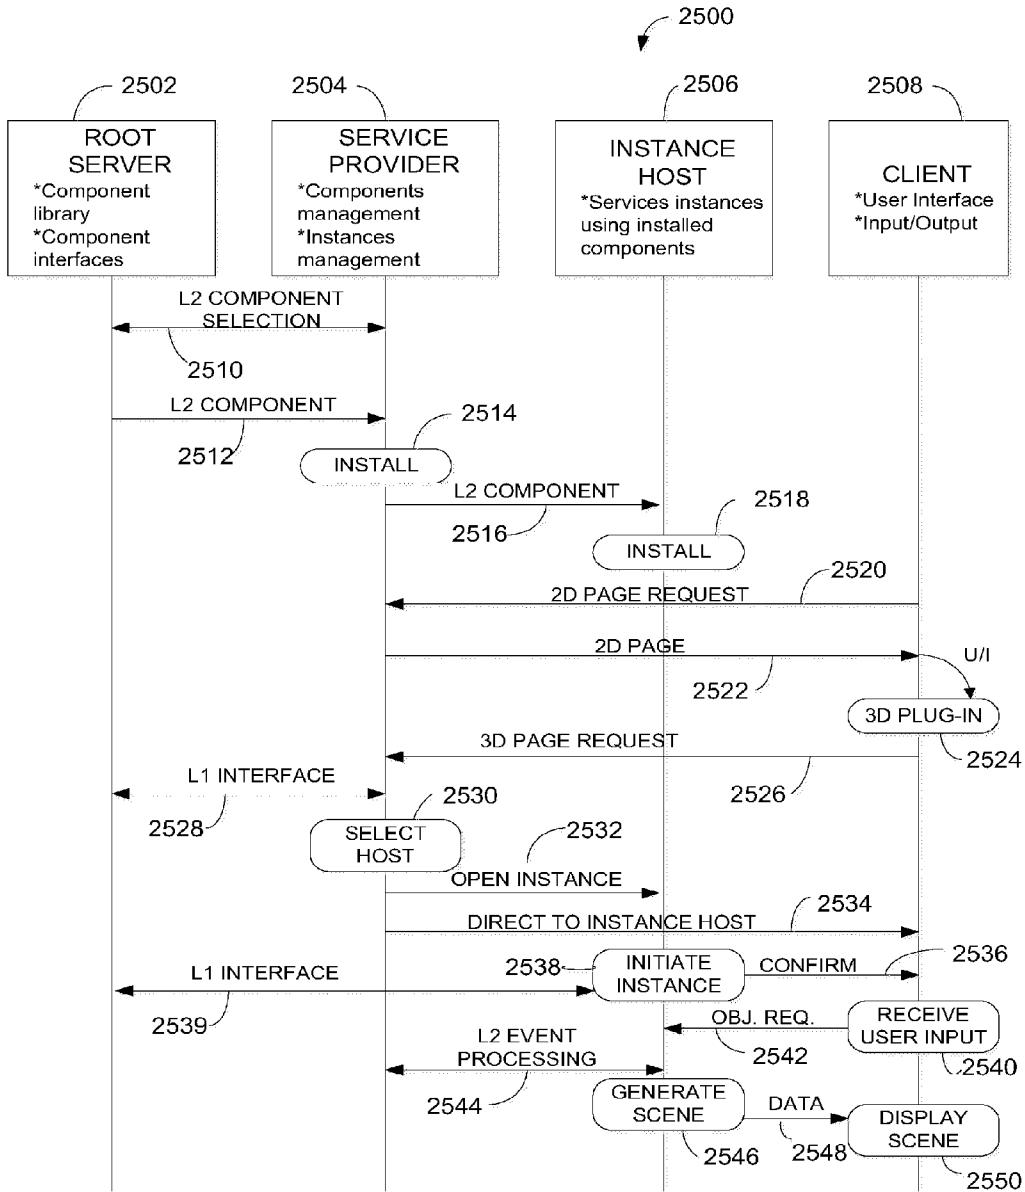 2500
2502
2504
2506
2508
ROOT
SERVER
*Component
library
*Component
interfaces
SERVICE
PROVIDER
*Components
management
*Instances
management
INSTANCE
HOST
*Services instances
using installed
components
CLIENT
*User Interface
*Input/Output
L2 COMPONENT
SELECTION
2510
L2 COMPONENT
2512
2514
INSTALL
L2 COMPONENT
2516
2518
INSTALL
2520
2D PAGE REQUEST
2D PAGE
2522
U/I
3D PLUG-IN
2524
3D PAGE REQUEST
2526
L1 INTERFACE
2528
2530
SELECT
HOST
2532
OPEN INSTANCE
2534
DIRECT TO INSTANCE HOST
2538
INITIATE
INSTANCE
CONFIRM
2536
L1 INTERFACE
2539
OBJ. REQ.
2542
RECEIVE
USER INPUT
2540
L2 EVENT
PROCESSING
2544
GENERATE
SCENE
2546
DATA
2548
DISPLAY
SCENE
2550